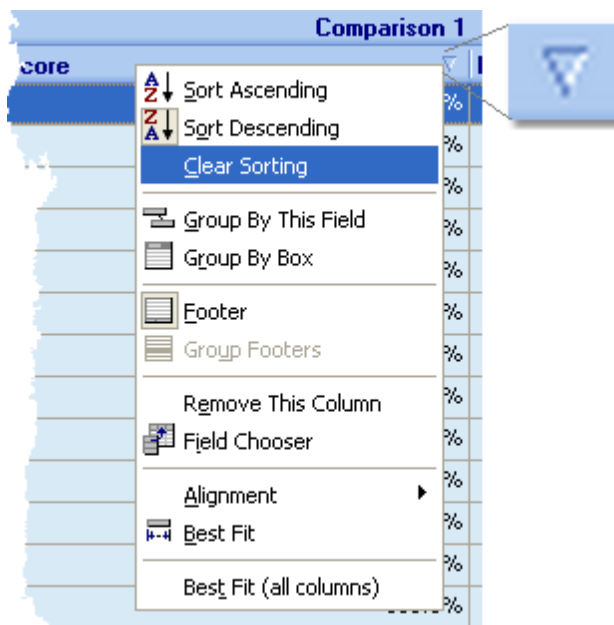 Comparison 1
core
Sort Ascending
%
Sort Descending
%
Clear Sorting
%
Group By This Field
%
Group By Box
%
Footer
%
Group Footers
%
Remove This Column
%
Field Chooser
%
Alignment
%
Best Fit
%
%
Best Fit (all columns)
%